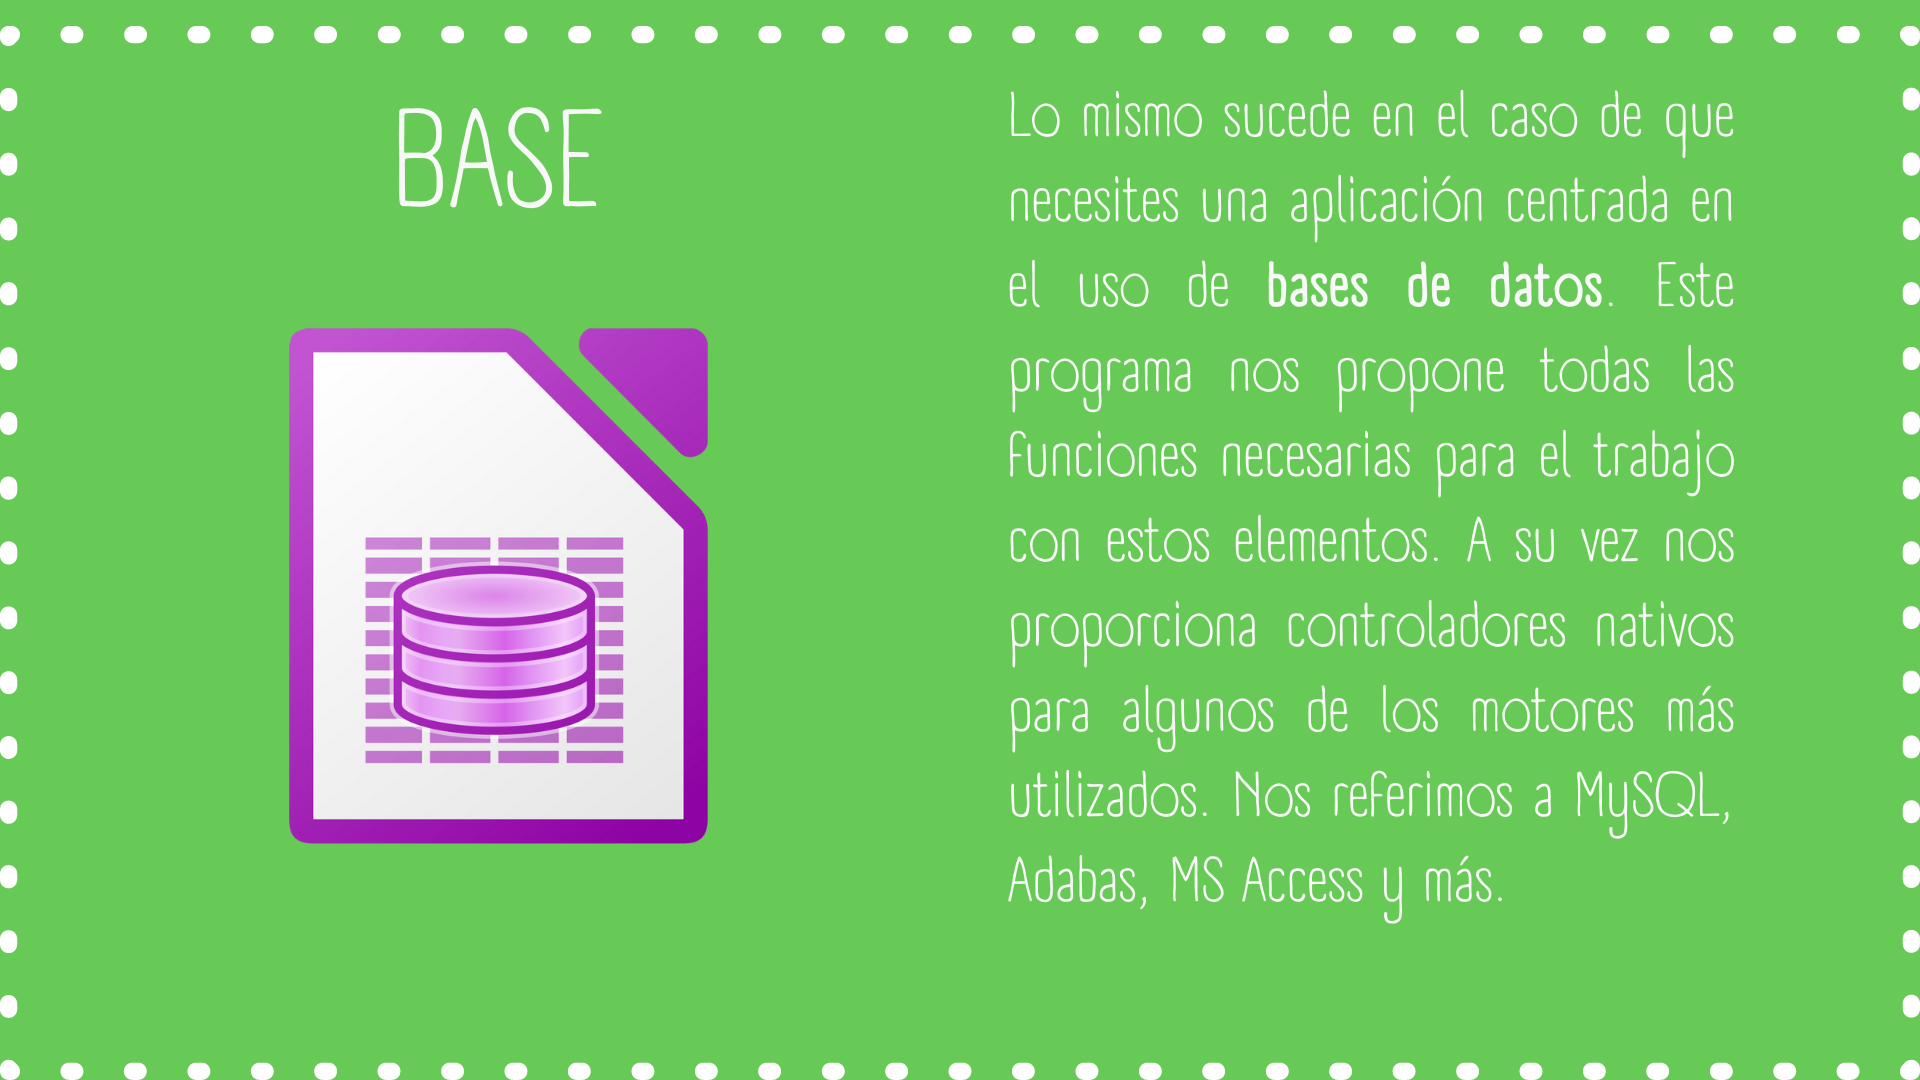 BASE
Lo mismo sucede en el caso de que
necesites una aplicación centrada en
el uso de bases de datos. Este
programa nos propone todas las
funciones necesarias para el trabajo
con estos elementos. A su vez nos
proporciona controladores nativos
para algunos de los motores más
utilizados. Nos referimos a MySQL,
Adabas, MS Access y más.